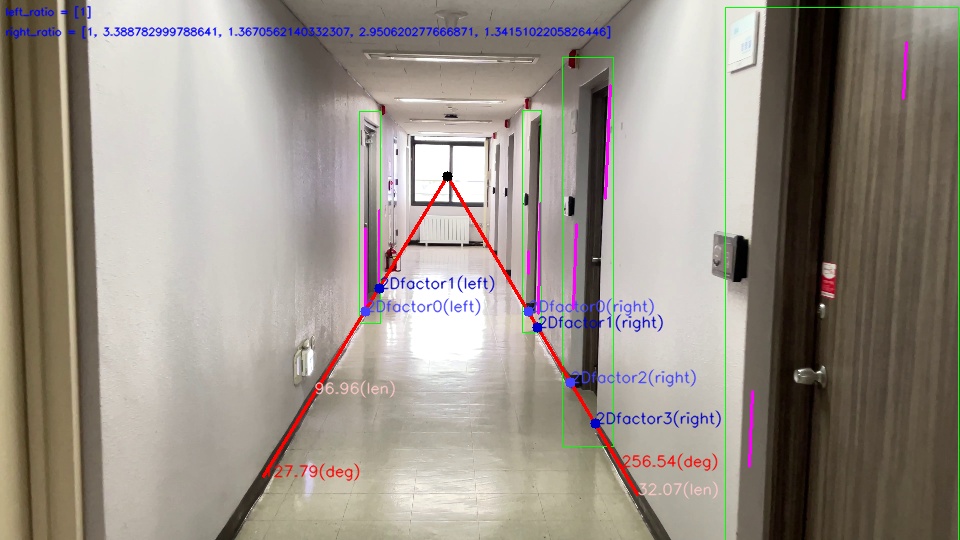 left_ratio = [1]
right_ratio = [1, 3.388782999788641, 1.3670562140332307, 2.950620277666871, 1.3415102205826446]
2Dfactor1(left)
2Dfactor0(left)
2Dfactor0(right)
2Dfactor1(right)
2Dfactor2(right)
96.96(len)
2Dfactor3(right)
256.54(deg)
127.79(deg)
32.07(len)